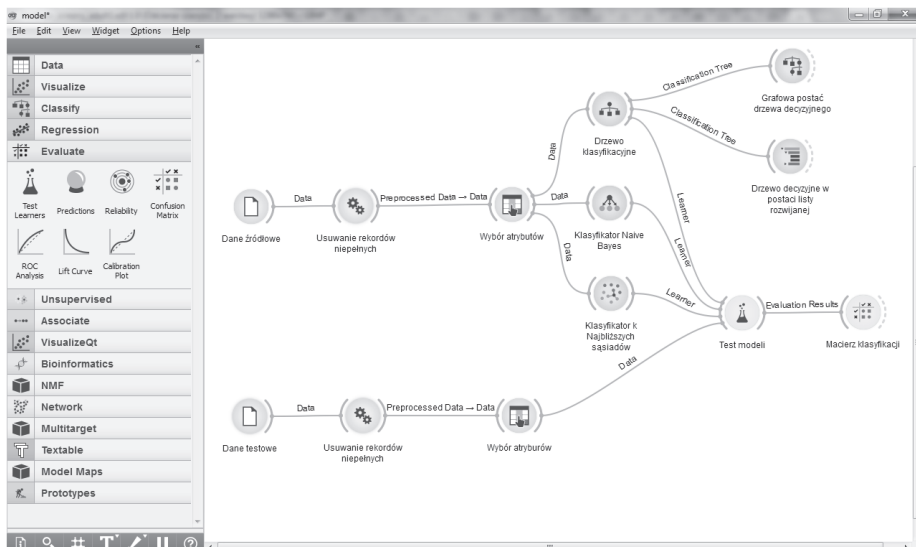 model*
File Edit View Widget Options Help
Data
Visualize
Classify
Regression
Evaluate
Test Learners
Predictions
Reliability
Confusion Matrix
ROC Analysis
Lift Curve
Calibration Plot
Unsupervised
Associate
VisualizeQt
Bioinformatics
NMF
Network
Multitarget
Textable
Model Maps
Prototypes
Classification Tree
Grafowa postać
drzewa decyzyjnego
Classification Tree
Drzewo
klasyfikacyjne
Data
Drzewo decyzyjne w
postaci listy
rozwijanej
Data
Preprocessed Data → Data
Data
Learner
Dane źródłowe
Usuwanie rekordów
niepełnych
Wybór atrybutów
Klasyfikator Naive
Bayes
Data
Learner
Learner
Evaluation Results
Klasyfikator k
Najbliższych
sąsiadów
Test modeli
Macierz klasyfikacji
Data
Data
Preprocessed Data → Data
Dane testowe
Usuwanie rekordów
niepełnych
Wybór atryburów